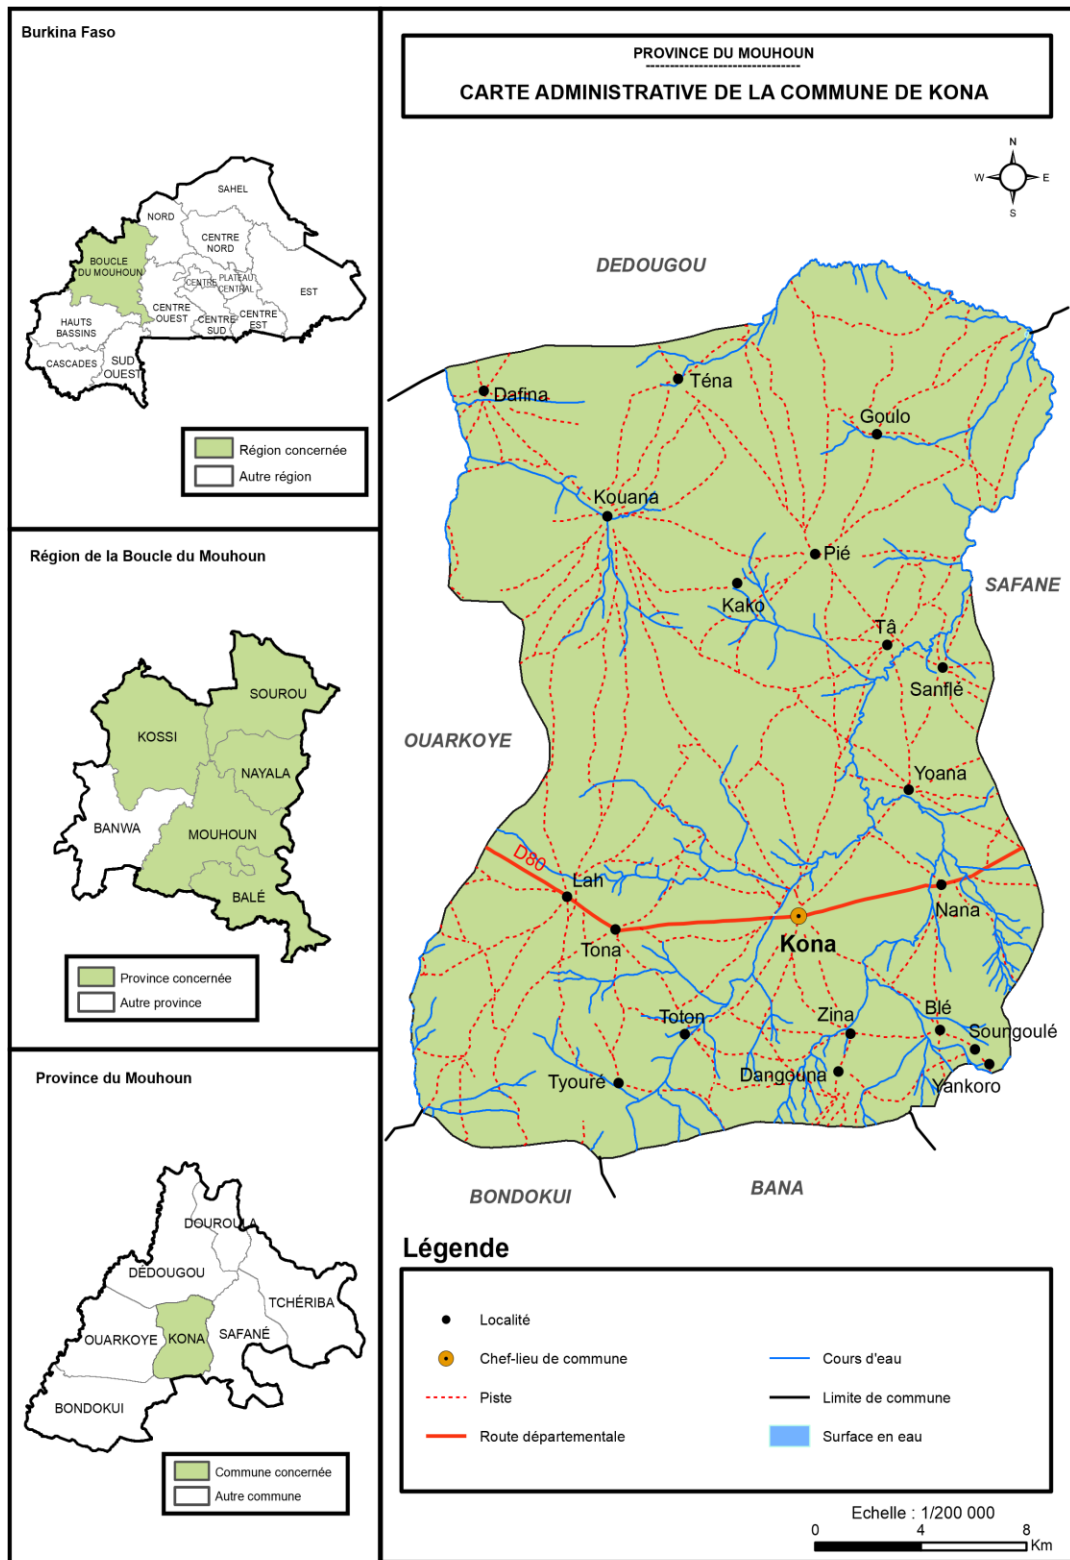 Burkina Faso
SAHEL
NORD
CENTRE
NORD
BOUCLE
DU MOUHOUN
CENTRE
PLATEAU
CENTRAL
EST
CENTRE
OUEST
CENTRE
SUD
CENTRE
EST
HAUTS
BASSINS
CASCADES
SUD
OUEST
Région concernée
Autre région
Région de la Boucle du Mouhoun
SOUROU
KOSSI
NAYALA
BANWA
MOUHOUN
BALÉ
Province concernée
Autre province
Province du Mouhoun
DOUROULA
DÉDOUGOU
TCHÉRIBA
OUARKOYE
KONA
SAFANÉ
BONDOKUI
Commune concernée
Autre commune
PROVINCE DU MOUHOUN
--------------------------------
CARTE ADMINISTRATIVE DE LA COMMUNE DE KONA
N
W
E
S
DEDOUGOU
Dafina
Téna
Goulo
Kouana
Pié
Kako
SAFANE
Tâ
Sanflé
OUARKOYE
Yoana
D80
Lah
Nana
Tona
Kona
Toton
Zina
Blé
Soungoulé
Tyouré
Dangouna
Yankoro
BONDOKUI
BANA
Légende
Localité
Chef-lieu de commune
Cours d'eau
Piste
Limite de commune
Route départementale
Surface en eau
Echelle : 1/200 000
0 4 8
Km